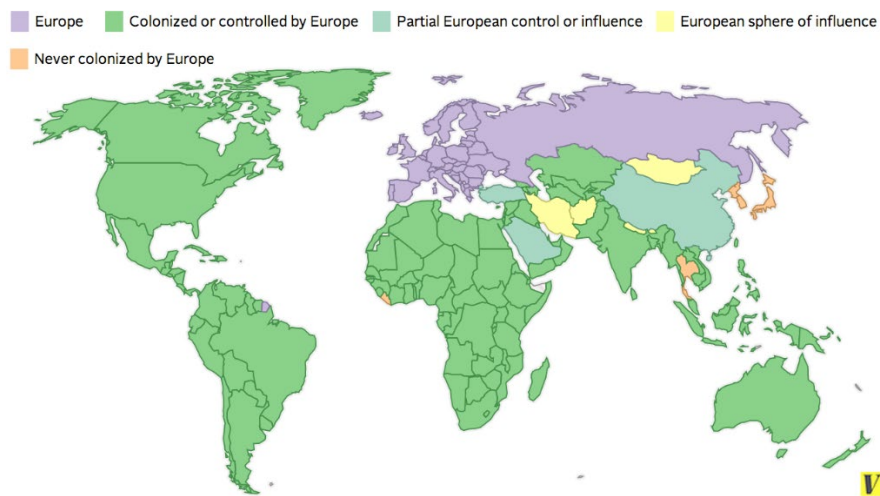 Europe Colonized or controlled by Europe Partial European control or influence European sphere of influence
Never colonized by Europe
V